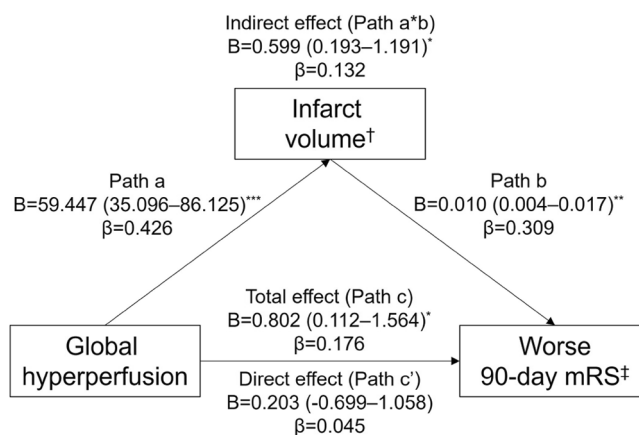 Indirect effect (Path a*b)
B=0.599 (0.193–1.191)*
β=0.132
Infarct
volume†
Path a
B=59.447 (35.096–86.125)***
β=0.426
Path b
B=0.010 (0.004–0.017)**
β=0.309
Total effect (Path c)
B=0.802 (0.112–1.564)*
β=0.176
Global
hyperperfusion
Worse
90-day mRS‡
Direct effect (Path c’)
B=0.203 (-0.699–1.058)
β=0.045